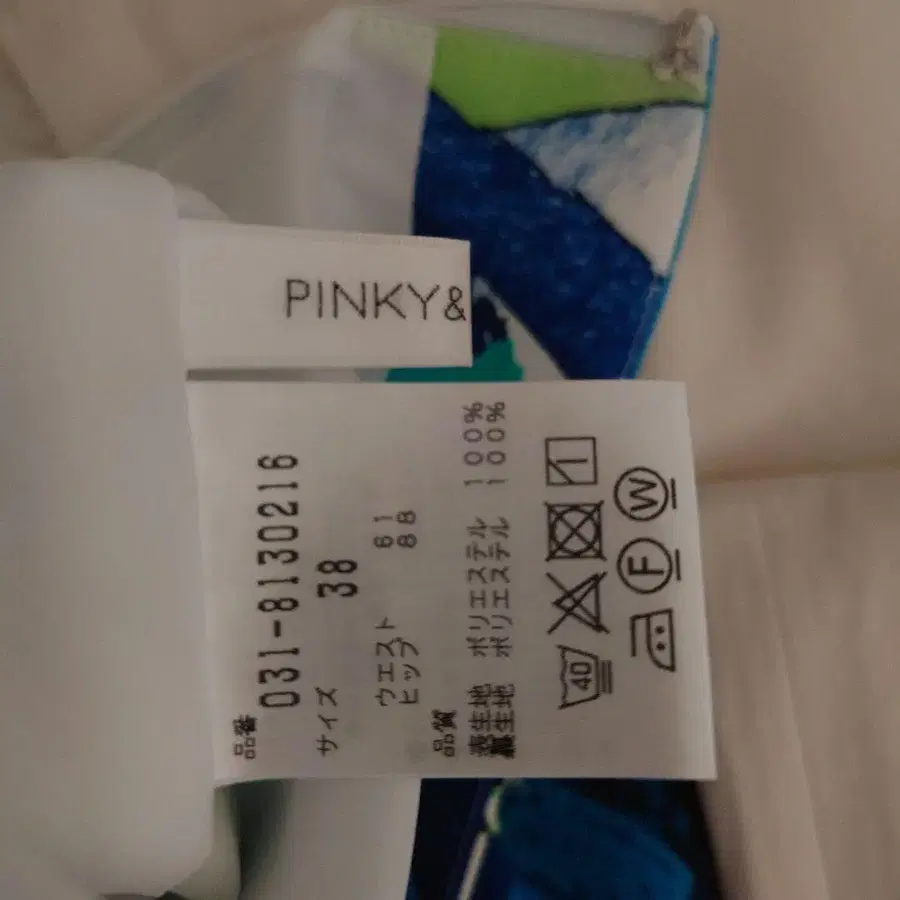 PINKY&
品番
031-8130216
サイズ
38
ウエスト 61
ヒップ 88
品質
表生地 ポリエステル 100%
裏生地 ポリエステル 100%
40
W
F